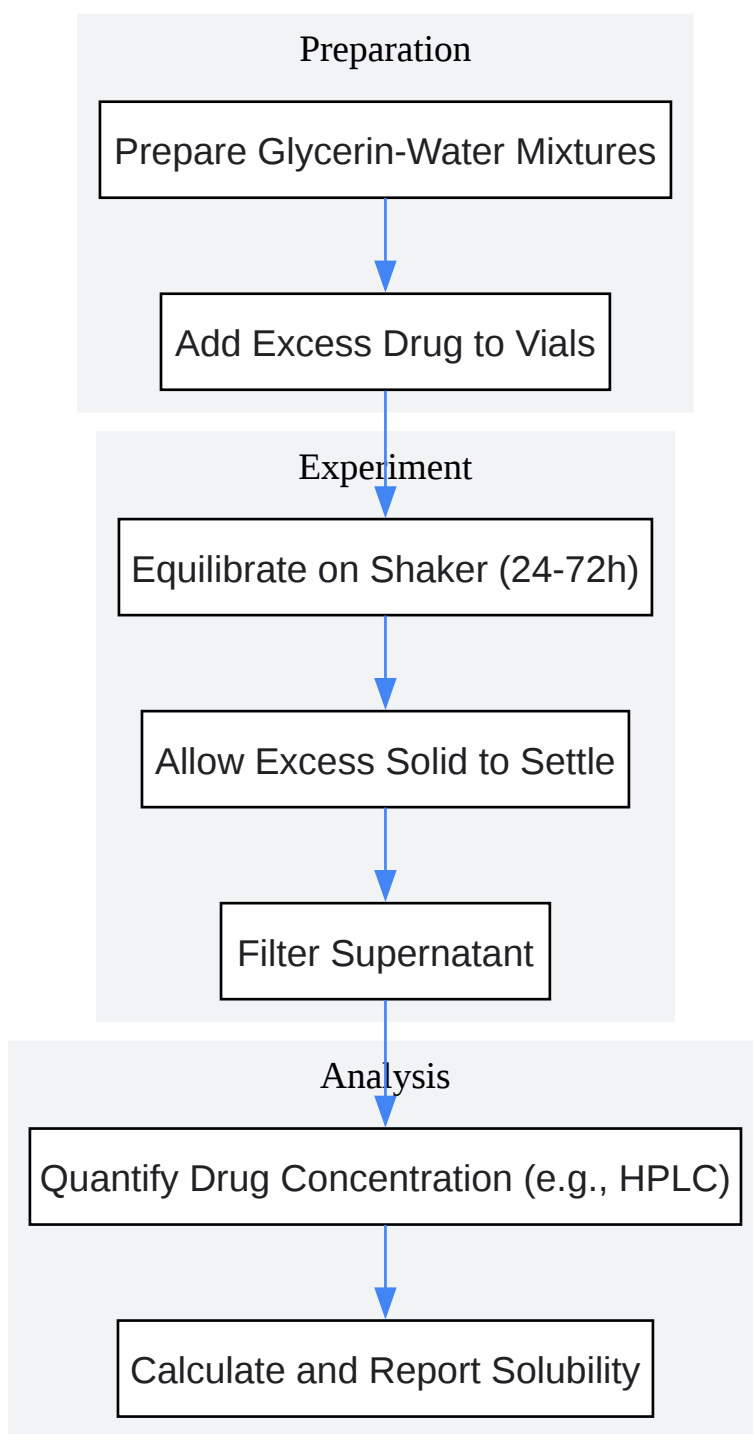 Preparation
Prepare Glycerin-Water Mixtures
Add Excess Drug to Vials
Experiment
Equilibrate on Shaker (24-72h)
Allow Excess Solid to Settle
Filter Supernatant
Analysis
Quantify Drug Concentration (e.g., HPLC)
Calculate and Report Solubility